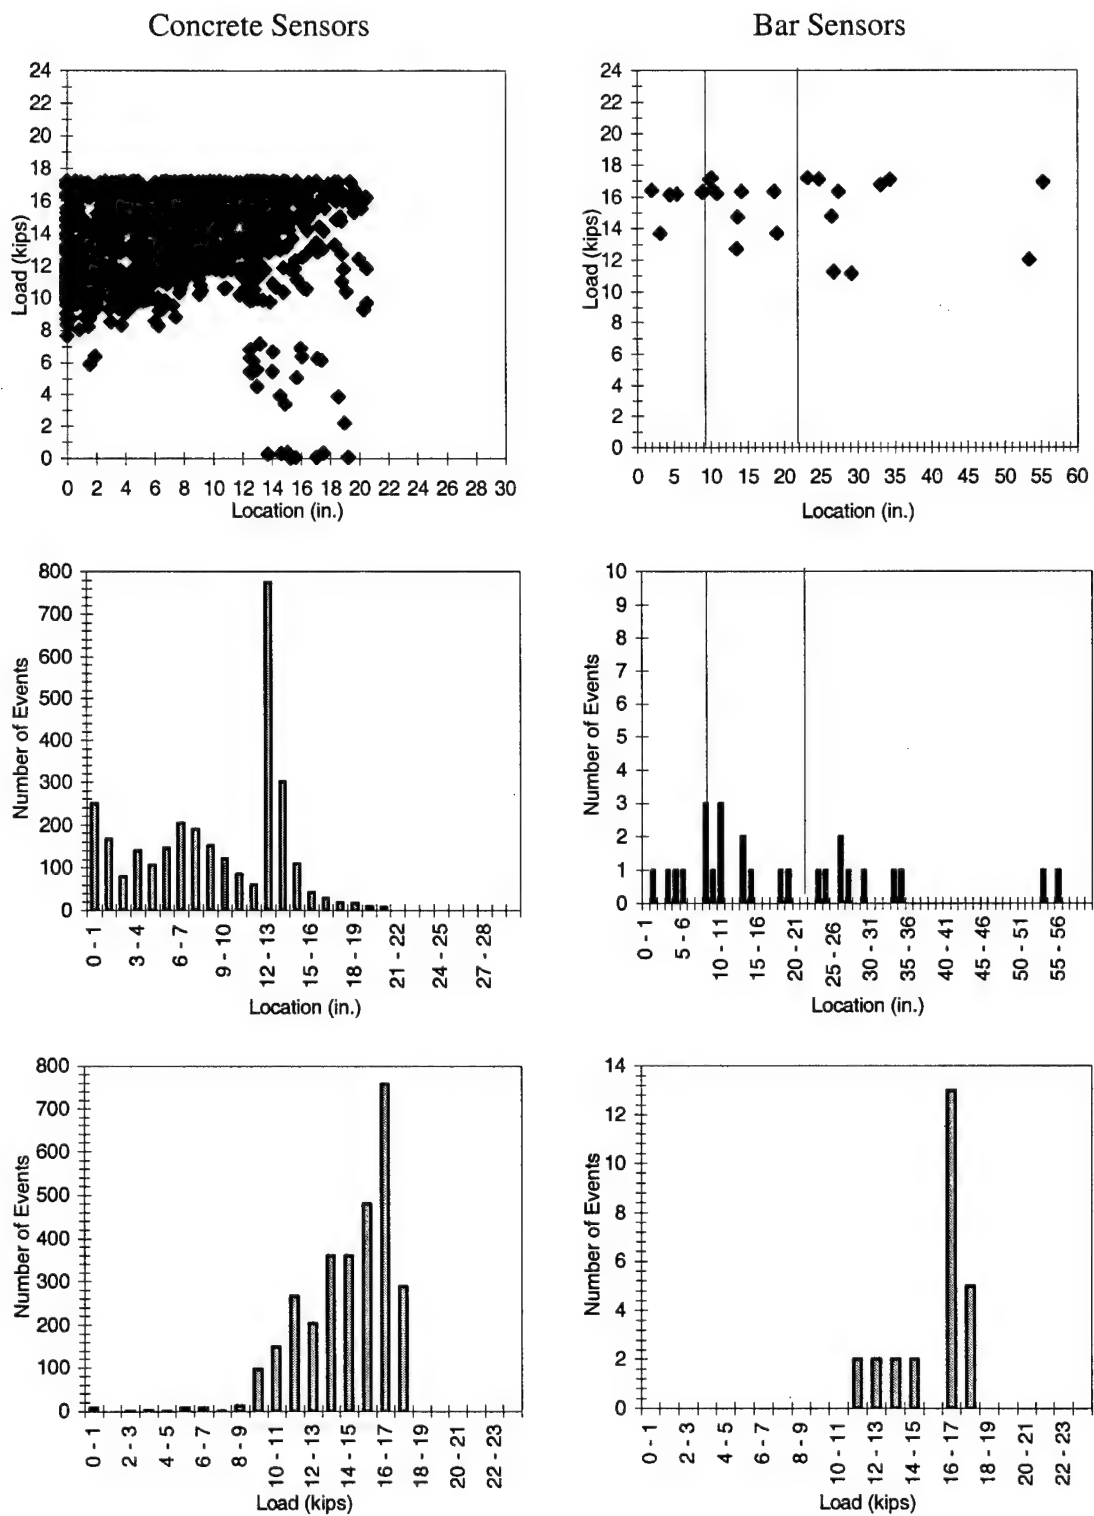 Concrete Sensors
Bar Sensors
24
22
20
18
16
14
12
10
8
6
4
2
0
Load (kips)
0 2 4 6 8 10 12 14 16 18 20 22 24 26 28 30
Location (in.)
24
22
20
18
16
14
12
10
8
6
4
2
0
Load (kips)
0 5 10 15 20 25 30 35 40 45 50 55 60
Location (in.)
800
700
600
500
400
300
200
100
0
Number of Events
0 - 1
3 - 4
6 - 7
9 - 10
12 - 13
15 - 16
18 - 19
21 - 22
24 - 25
27 - 28
Location (in.)
10
9
8
7
6
5
4
3
2
1
0
Number of Events
0 - 1
5 - 6
10 - 11
15 - 16
20 - 21
25 - 26
30 - 31
35 - 36
40 - 41
45 - 46
50 - 51
55 - 56
Location (in.)
800
700
600
500
400
300
200
100
0
Number of Events
0 - 1
2 - 3
4 - 5
6 - 7
8 - 9
10 - 11
12 - 13
14 - 15
16 - 17
18 - 19
20 - 21
22 - 23
Load (kips)
14
12
10
8
6
4
2
0
Number of Events
0 - 1
2 - 3
4 - 5
6 - 7
8 - 9
10 - 11
12 - 13
14 - 15
16 - 17
18 - 19
20 - 21
22 - 23
Load (kips)